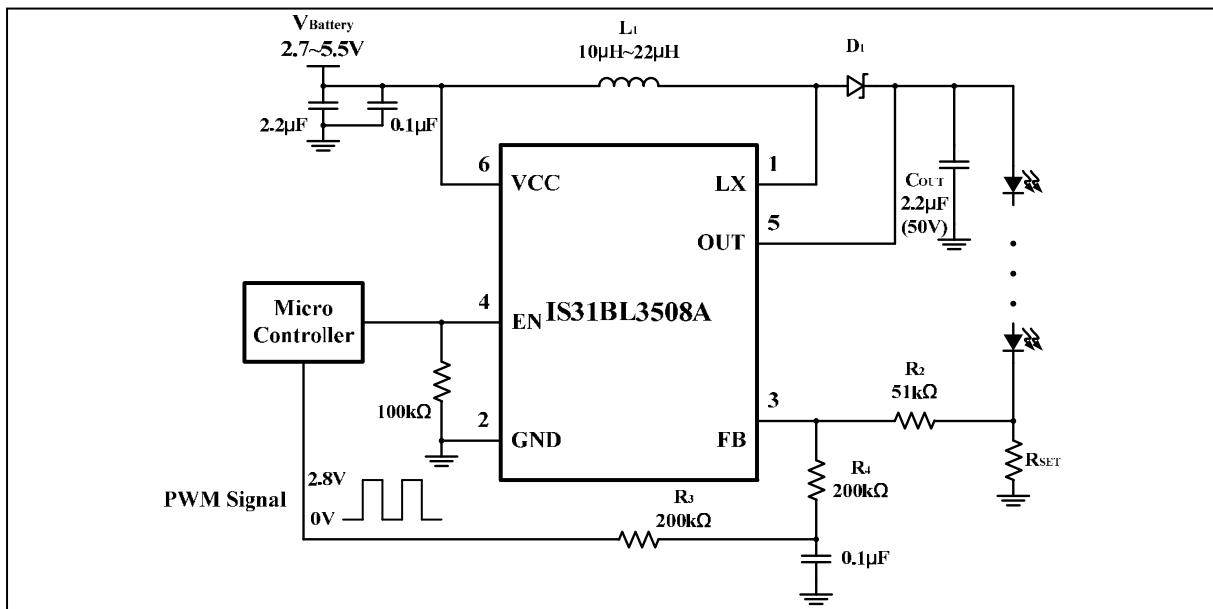 VBattery
2.7~5.5V
2.2µF
0.1µF
L1
10µH~22µH
D1
6
VCC
1
LX
COUT
2.2µF
(50V)
5
OUT
Micro
Controller
4
EN
IS31BL3508A
100kΩ
2
GND
3
FB
R2
51kΩ
RSET
R4
200kΩ
PWM Signal
2.8V
0V
R3
200kΩ
0.1µF